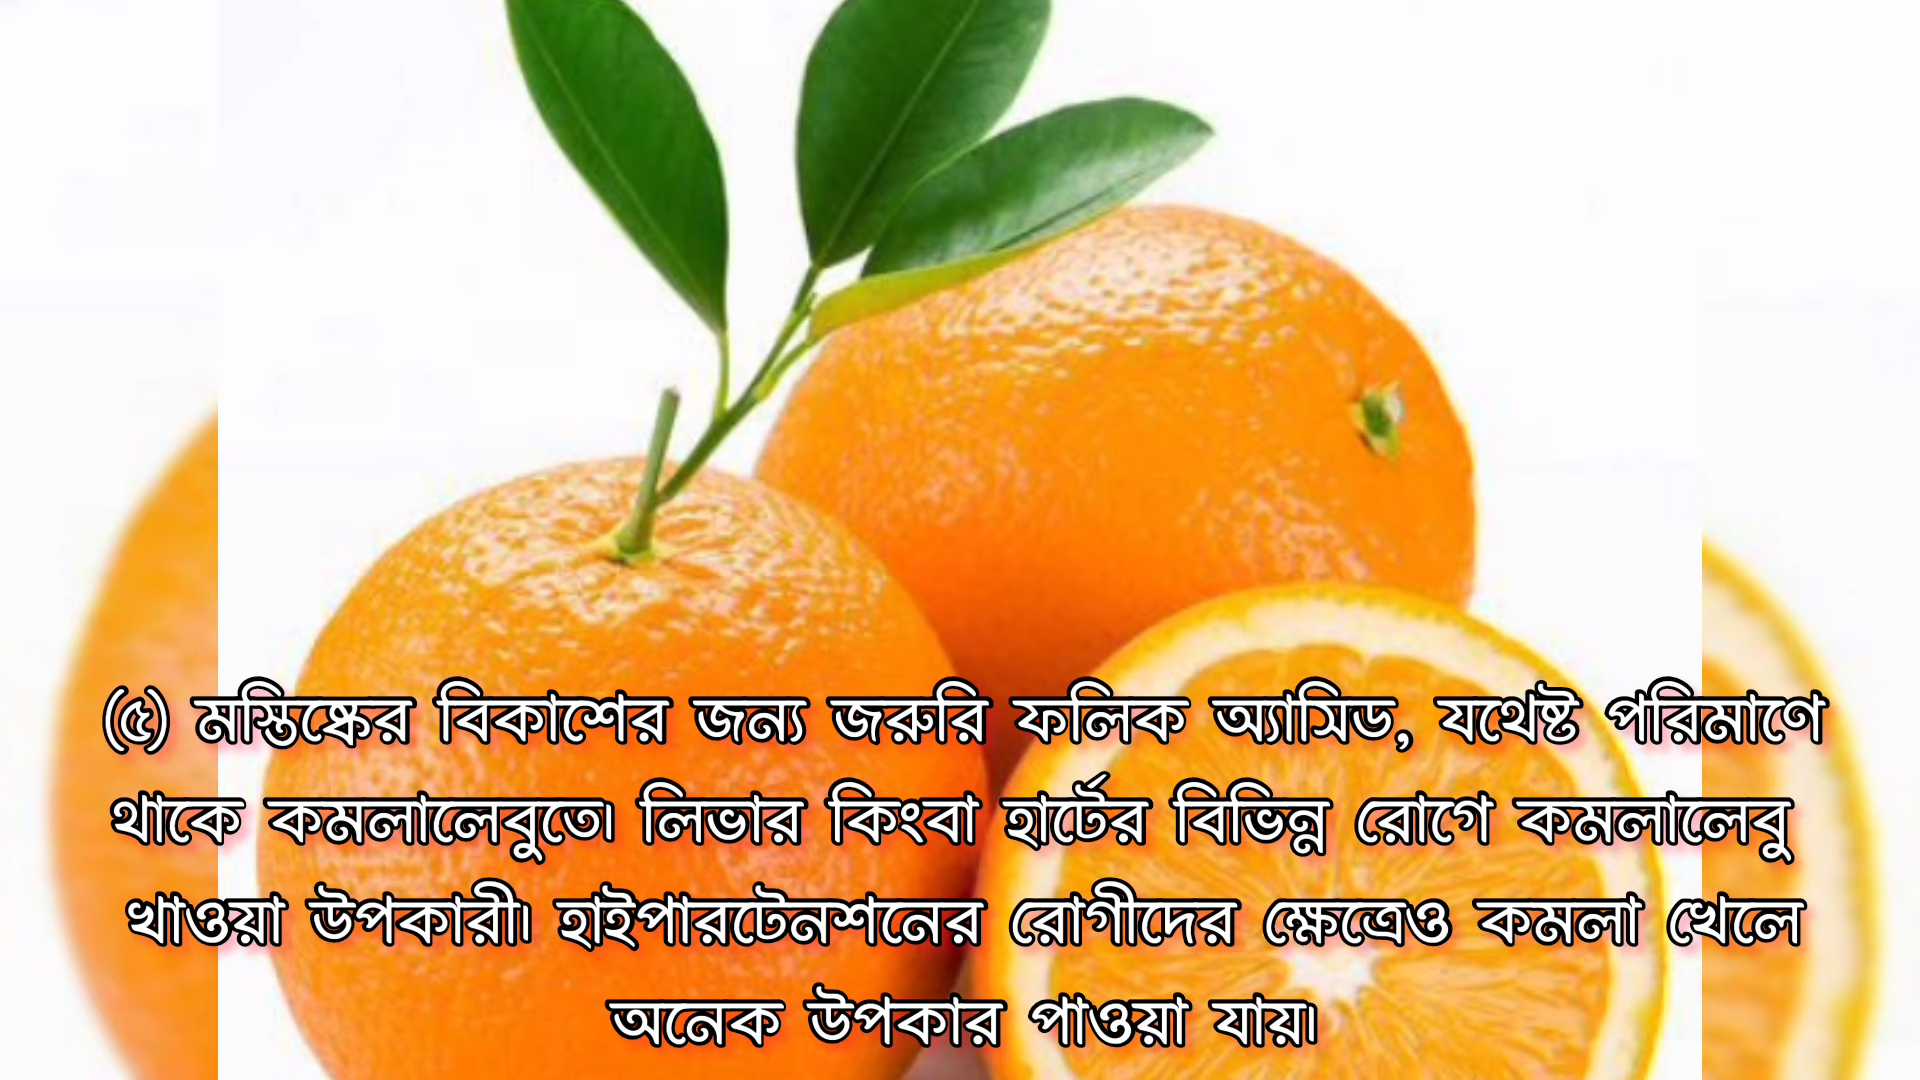 (৫) মস্তিষ্কের বিকাশের জন্য জরুরি ফলিক অ্যাসিড, যথেষ্ট পরিমাণে
থাকে কমলালেবুতে৷ লিভার কিংবা হার্টের বিভিন্ন রোগে কমলালেবু
খাওয়া উপকারী৷ হাইপারটেনশনের রোগীদের ক্ষেত্রেও কমলা খেলে
অনেক উপকার পাওয়া যায়৷